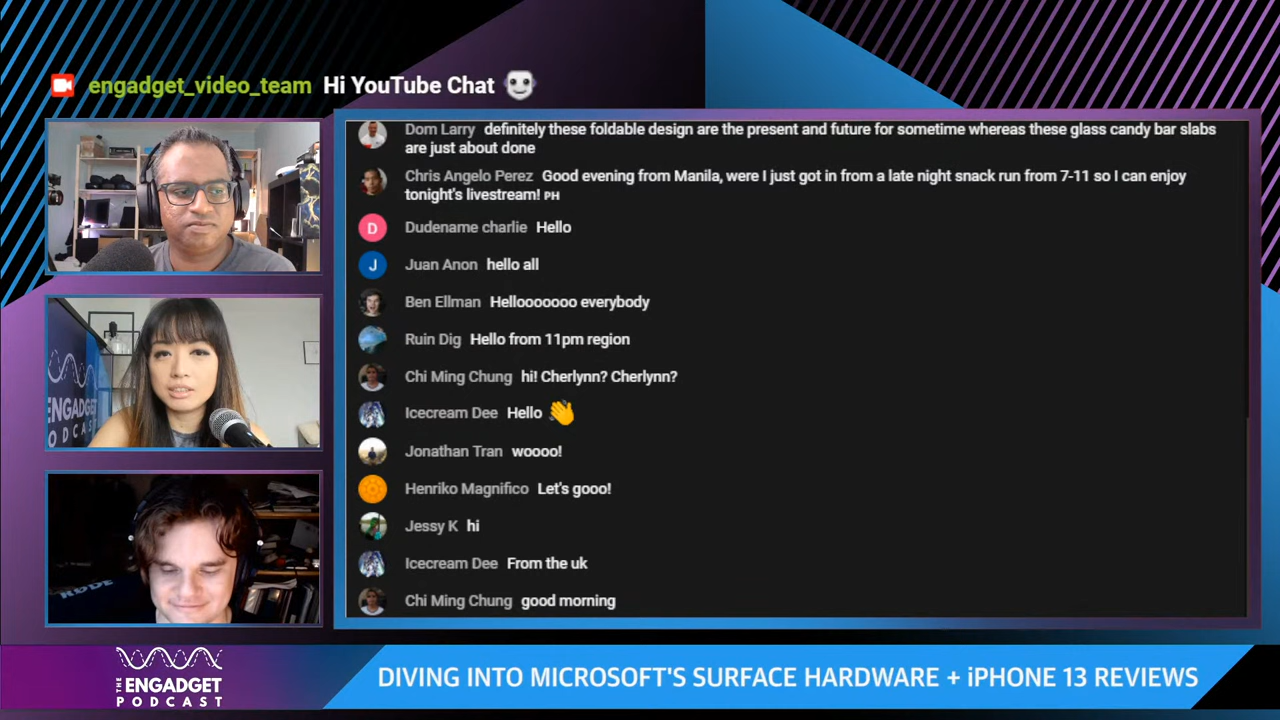 engadget_video_team Hi YouTube Chat
Dom Larry definitely these foldable design are the present and future for sometime whereas these glass candy bar slabs
are just about done
Chris Angelo Perez Good evening from Manila, were I just got in from a late night snack run from 7-11 so I can enjoy
tonight's livestream! PH
D Dudename charlie Hello
J Juan Anon hello all
Ben Ellman Hellooooooo everybody
Ruin Dig Hello from 11pm region
Chi Ming Chung hi! Cherlynn? Cherlynn?
Icecream Dee Hello 👋
Jonathan Tran woooo!
Henriko Magnifico Let's gooo!
Jessy K hi
Icecream Dee From the uk
Chi Ming Chung good morning
ENGADGET
PODCAST
RØDE
THE ENGADGET
PODCAST
DIVING INTO MICROSOFT'S SURFACE HARDWARE + iPHONE 13 REVIEWS